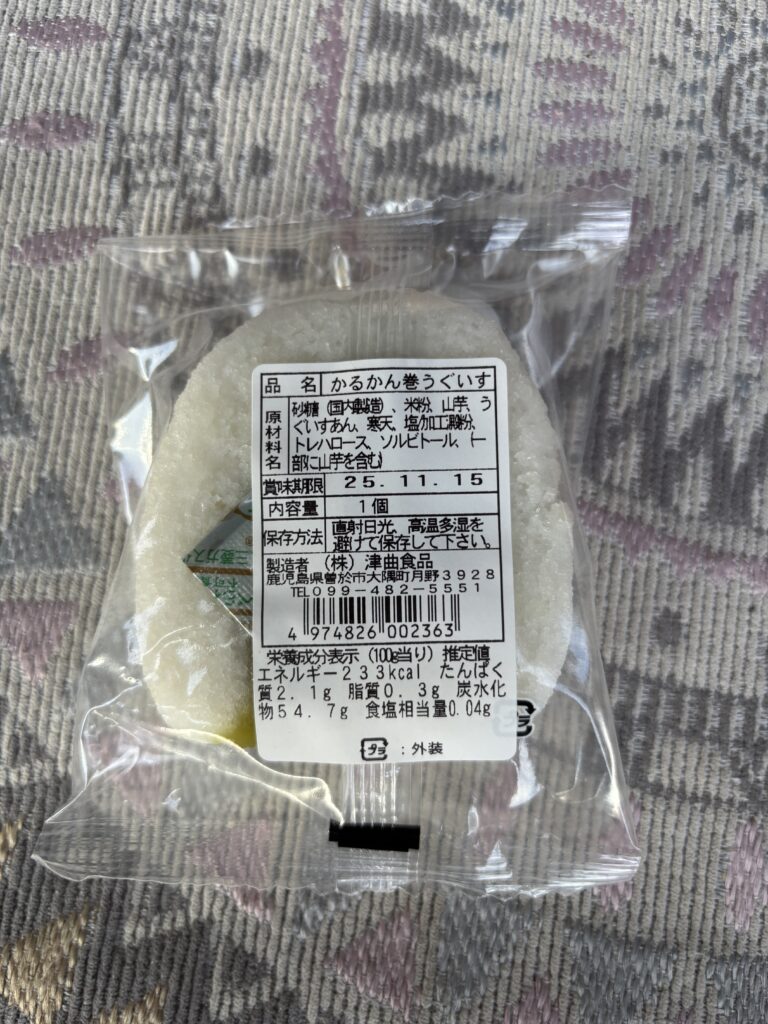 品名 かるかん巻うぐいす
原材料名 砂糖(国内製造)、米粉、山芋、う
ぐいすあん、寒天、塩/加工澱粉、
トレハロース、ソルビトール、(一
部に山芋を含む)
賞味期限 25.11.15
内容量 1個
保存方法 直射日光、高温多湿を
避けて保存して下さい。
製造者 (株)津曲食品
鹿児島県曽於市大隅町月野3928
TEL099-482-5551
4 974826 002363
栄養成分表示(100g当り)推定値
エネルギー233kcal たんぱく
質2.1g 脂質0.3g 炭水化
物54.7g 食塩相当量0.04g
プラ:外装
三菱ガス
不可食